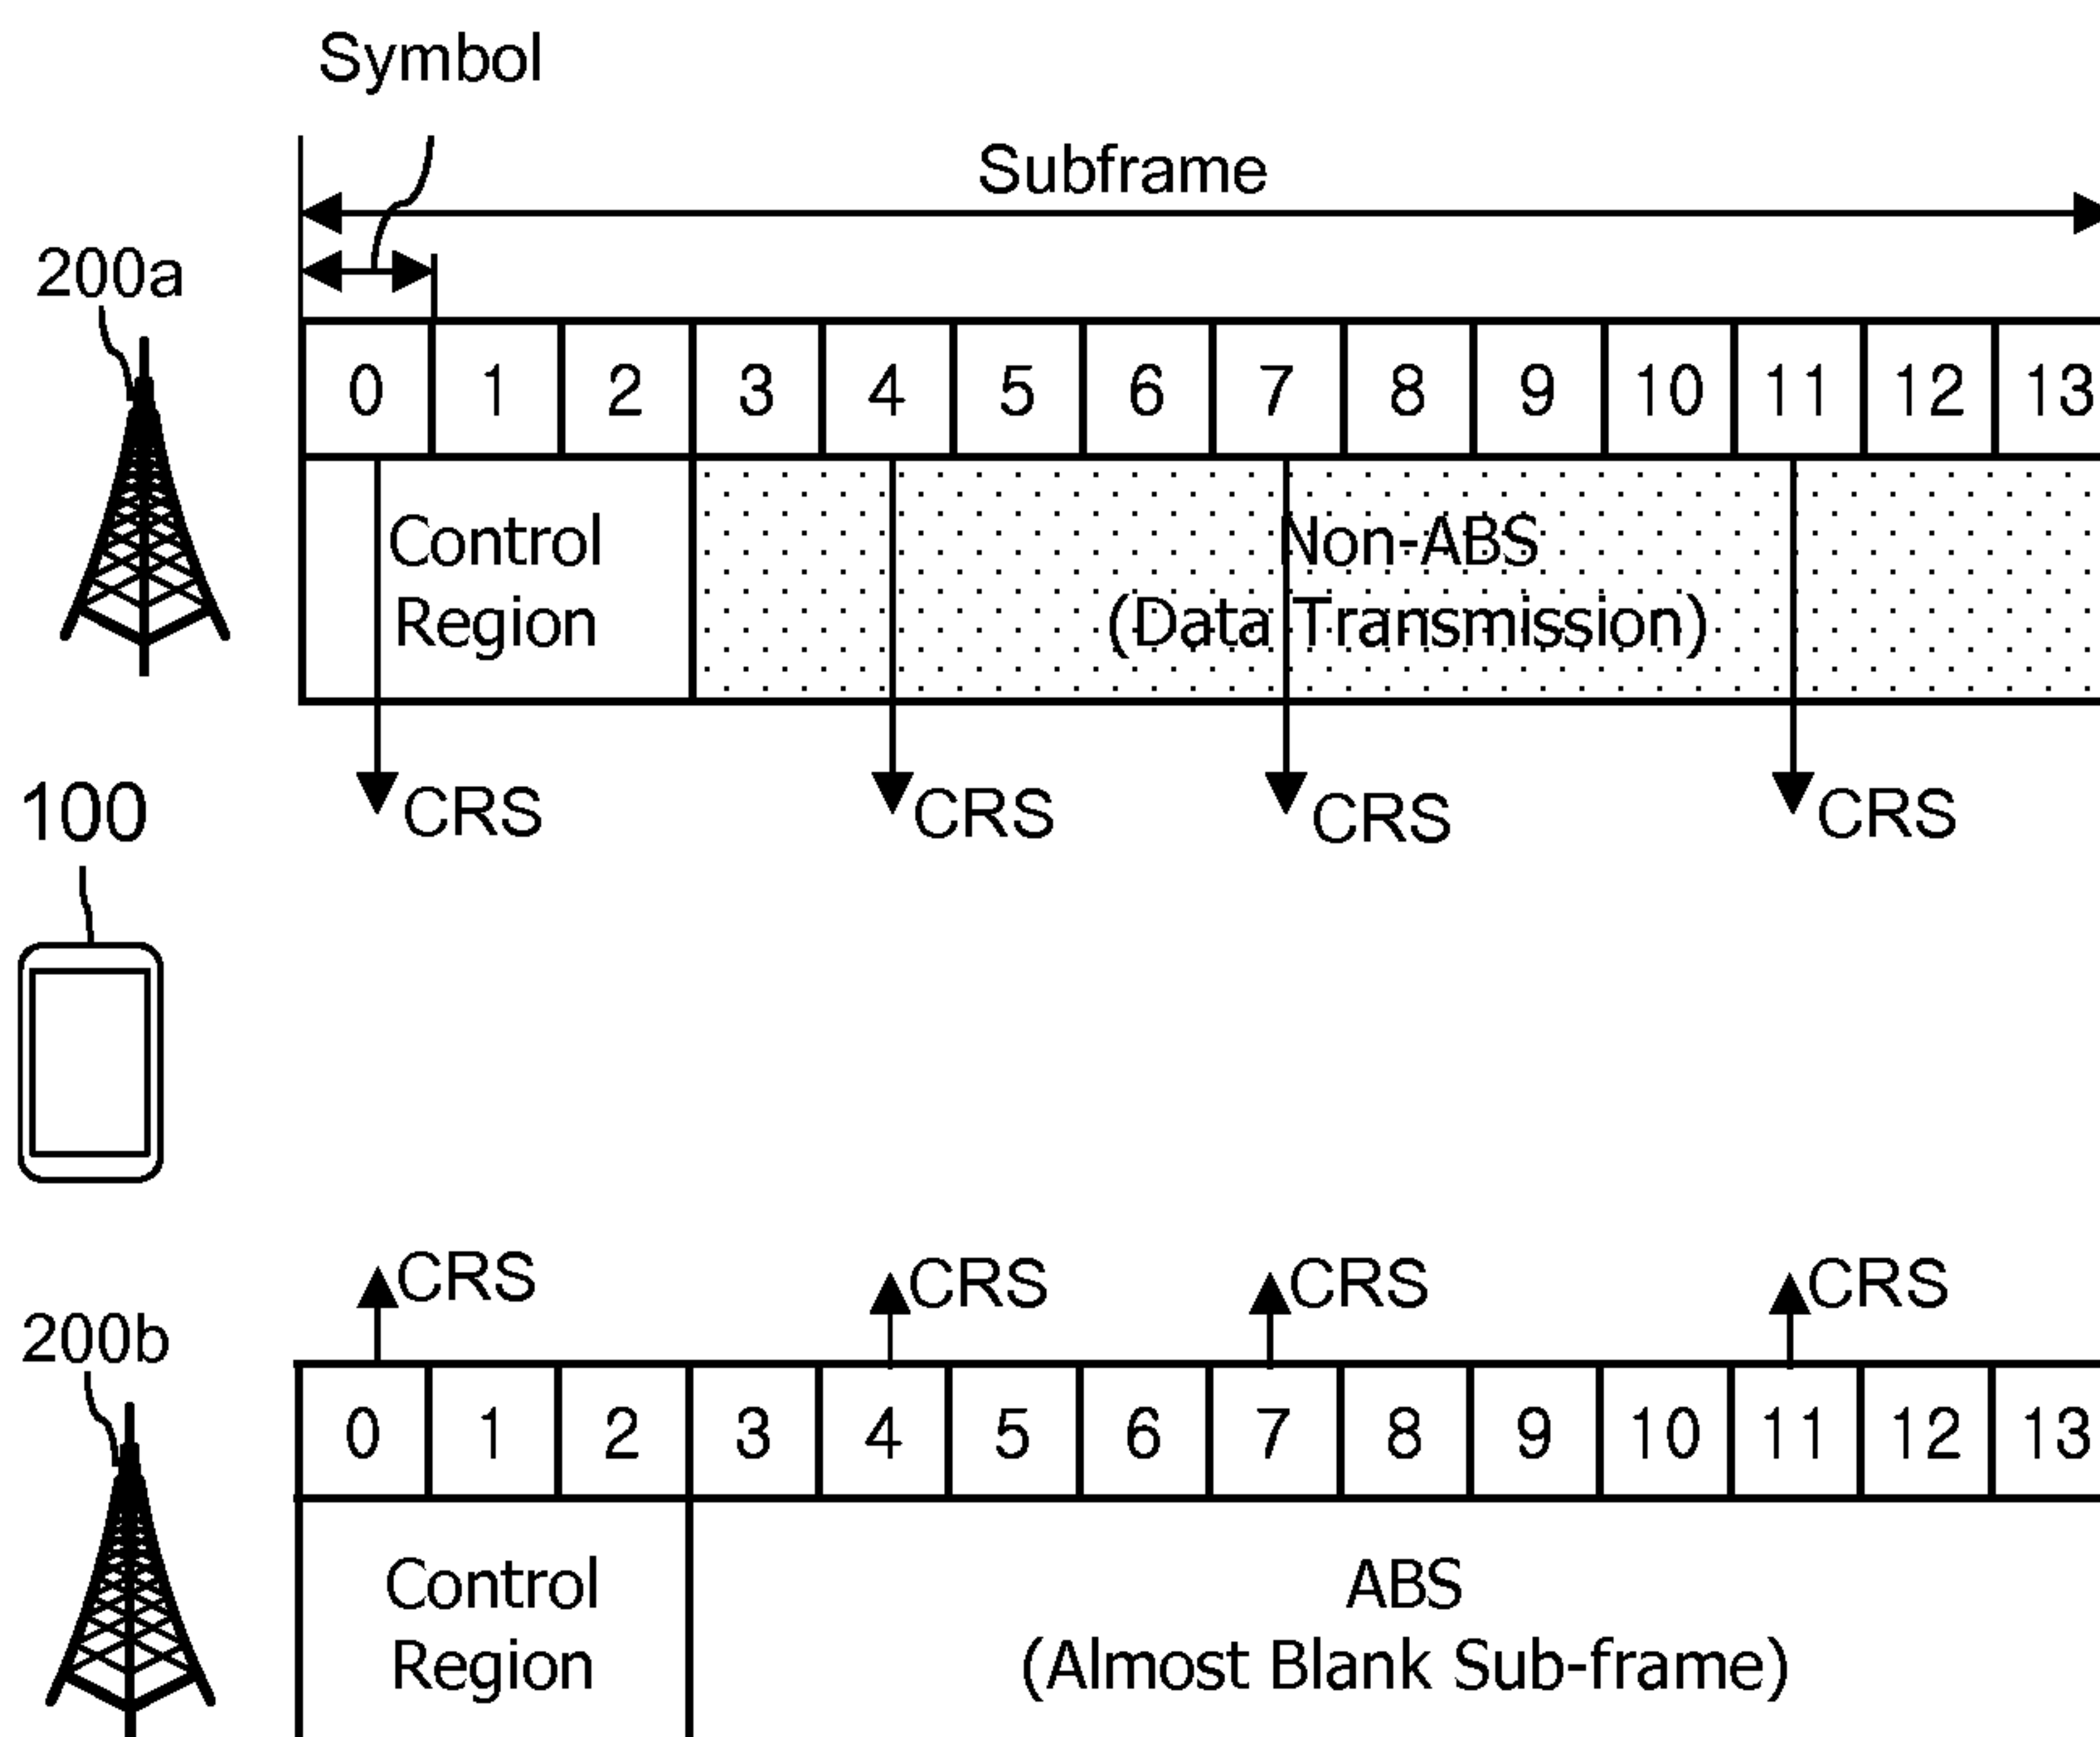 Symbol
Subframe
200a
0 1 2 3 4 5 6 7 8 9 10 11 12 13
Control
Region
Non-ABS
(Data Transmission)
CRS CRS CRS CRS
100
CRS CRS CRS CRS
200b
0 1 2 3 4 5 6 7 8 9 10 11 12 13
Control
Region
ABS
(Almost Blank Sub-frame)